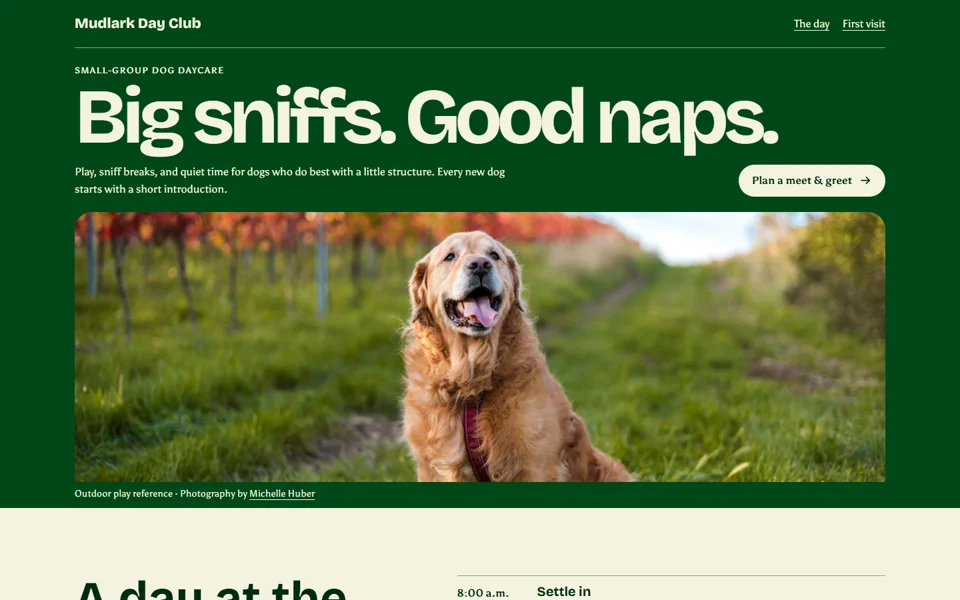 Mudlark Day Club
The day First visit
SMALL-GROUP DOG DAYCARE
Big sniffs. Good naps.
Play, sniff breaks, and quiet time for dogs who do best with a little structure. Every new dog
starts with a short introduction.
Plan a meet & greet →
Outdoor play reference · Photography by Michelle Huber
A day at the
8:00 a.m. Settle in